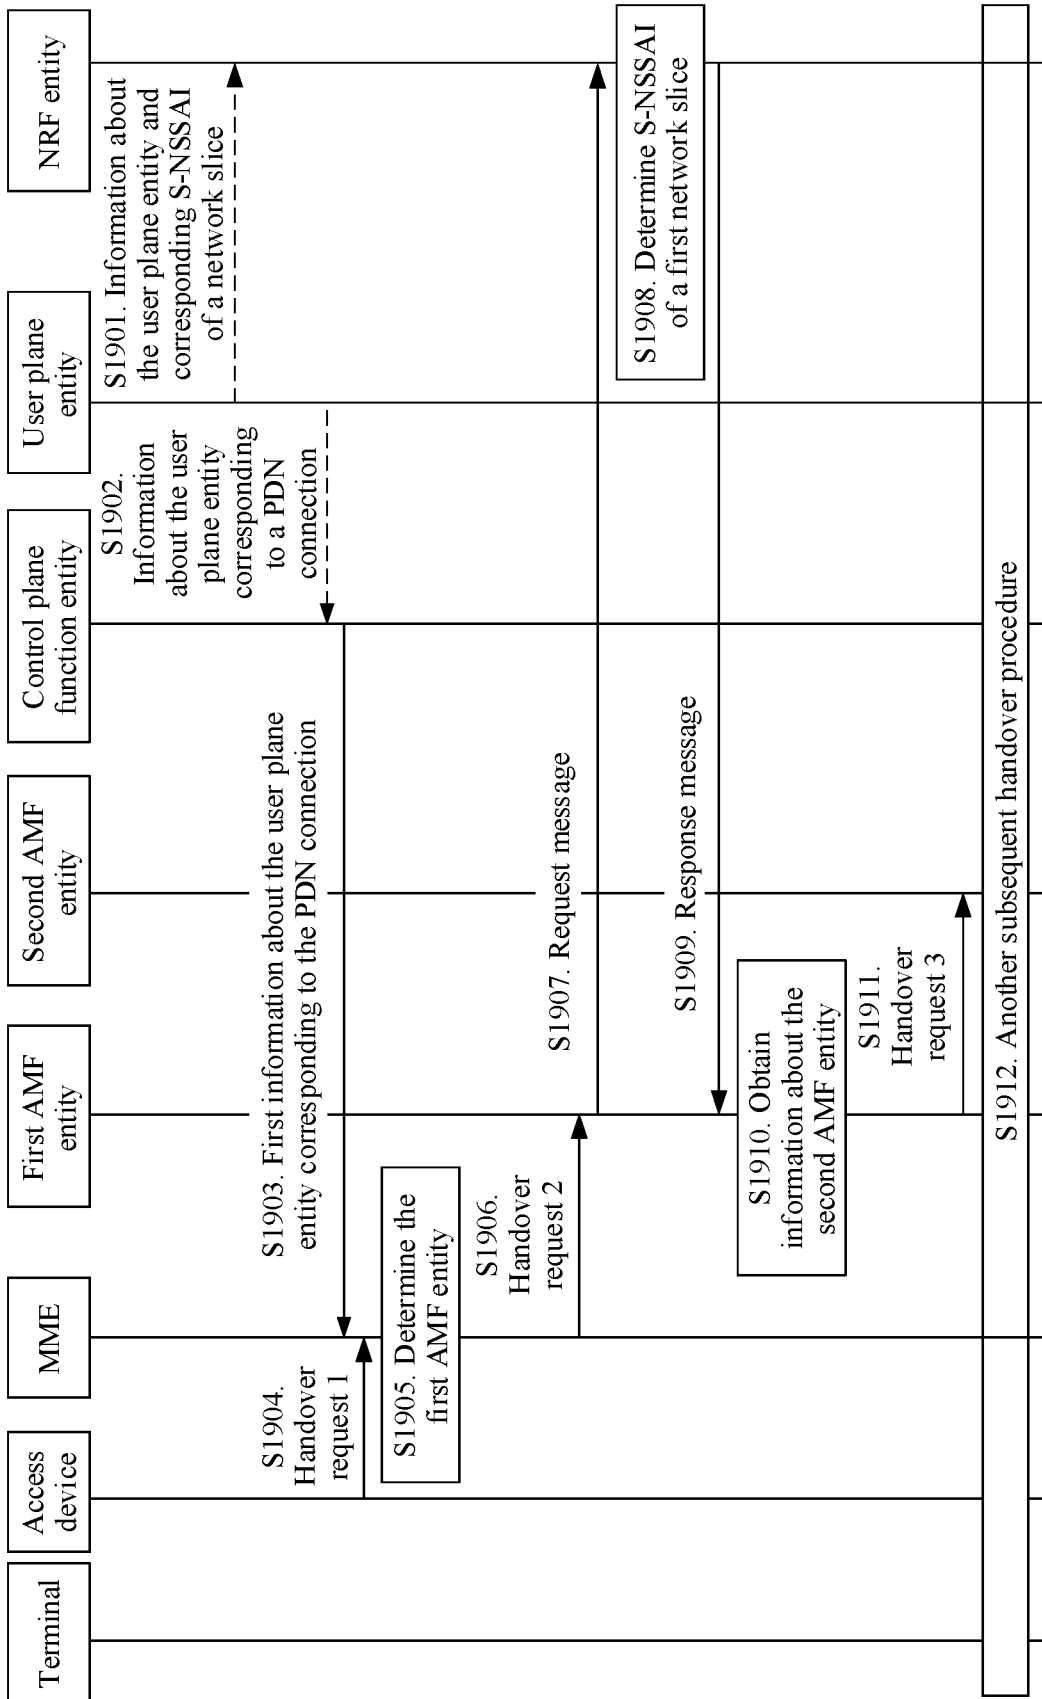 Terminal
Access
device
MME
First AMF
entity
Second AMF
entity
Control plane
function entity
User plane
entity
NRF entity
S1901. Information about
the user plane entity and
corresponding S-NSSAI
of a network slice
S1902.
Information
about the user
plane entity
corresponding
to a PDN
connection
S1903. First information about the user plane
entity corresponding to the PDN connection
S1904.
Handover
request 1
S1905. Determine the
first AMF entity
S1906.
Handover
request 2
S1907. Request message
S1908. Determine S-NSSAI
of a first network slice
S1909. Response message
S1910. Obtain
information about the
second AMF entity
S1911.
Handover
request 3
S1912. Another subsequent handover procedure